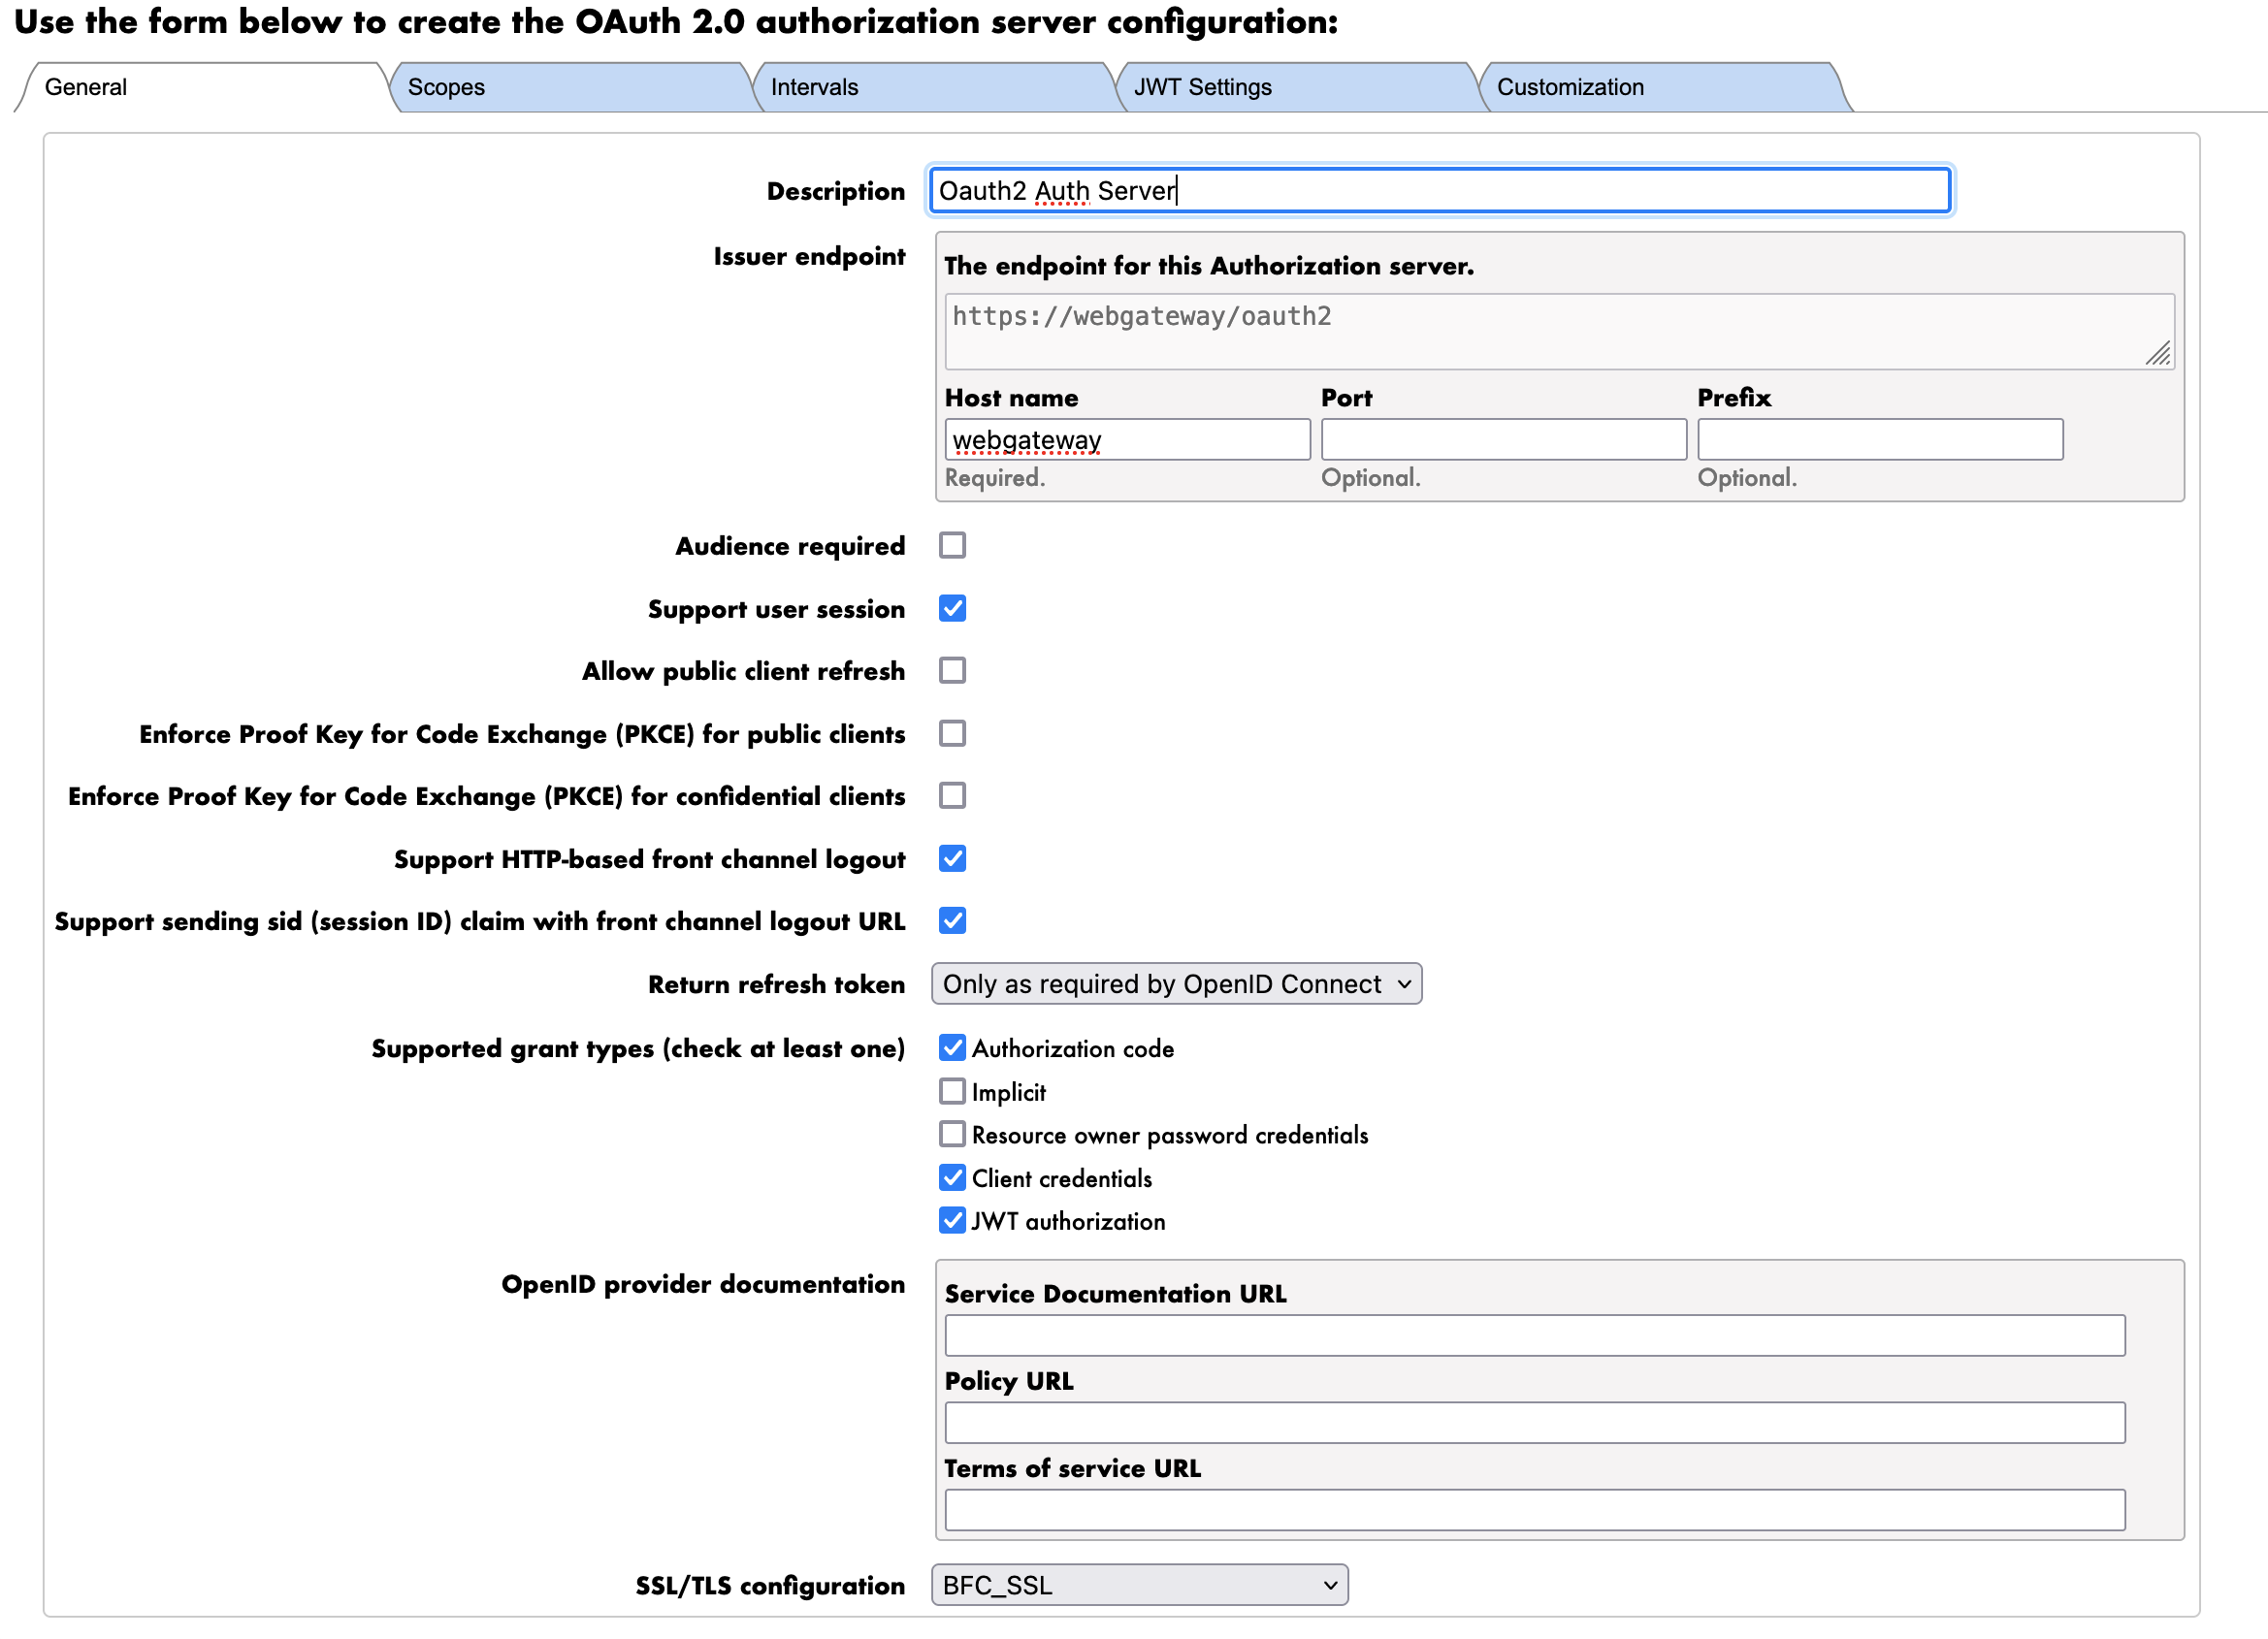 Use the form below to create the OAuth 2.0 authorization server configuration:
General Scopes Intervals JWT Settings Customization
Description Oauth2 Auth Server
Issuer endpoint
The endpoint for this Authorization server.
https://webgateway/oauth2
Host name Port Prefix
webgateway
Required. Optional. Optional.
Audience required
Support user session
Allow public client refresh
Enforce Proof Key for Code Exchange (PKCE) for public clients
Enforce Proof Key for Code Exchange (PKCE) for confidential clients
Support HTTP-based front channel logout
Support sending sid (session ID) claim with front channel logout URL
Return refresh token Only as required by OpenID Connect
Supported grant types (check at least one) Authorization code
Implicit
Resource owner password credentials
Client credentials
JWT authorization
OpenID provider documentation
Service Documentation URL
Policy URL
Terms of service URL
SSL/TLS configuration BFC_SSL